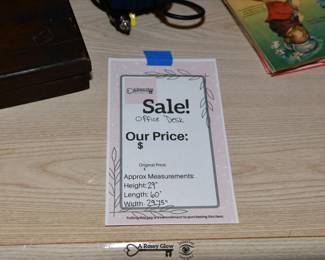 Sale!
Office Desk
Our Price:
$
Original Price:
Approx Measurements:
Height: 29"
Length: 60"
Width: 29.75"
A Rosey Glow